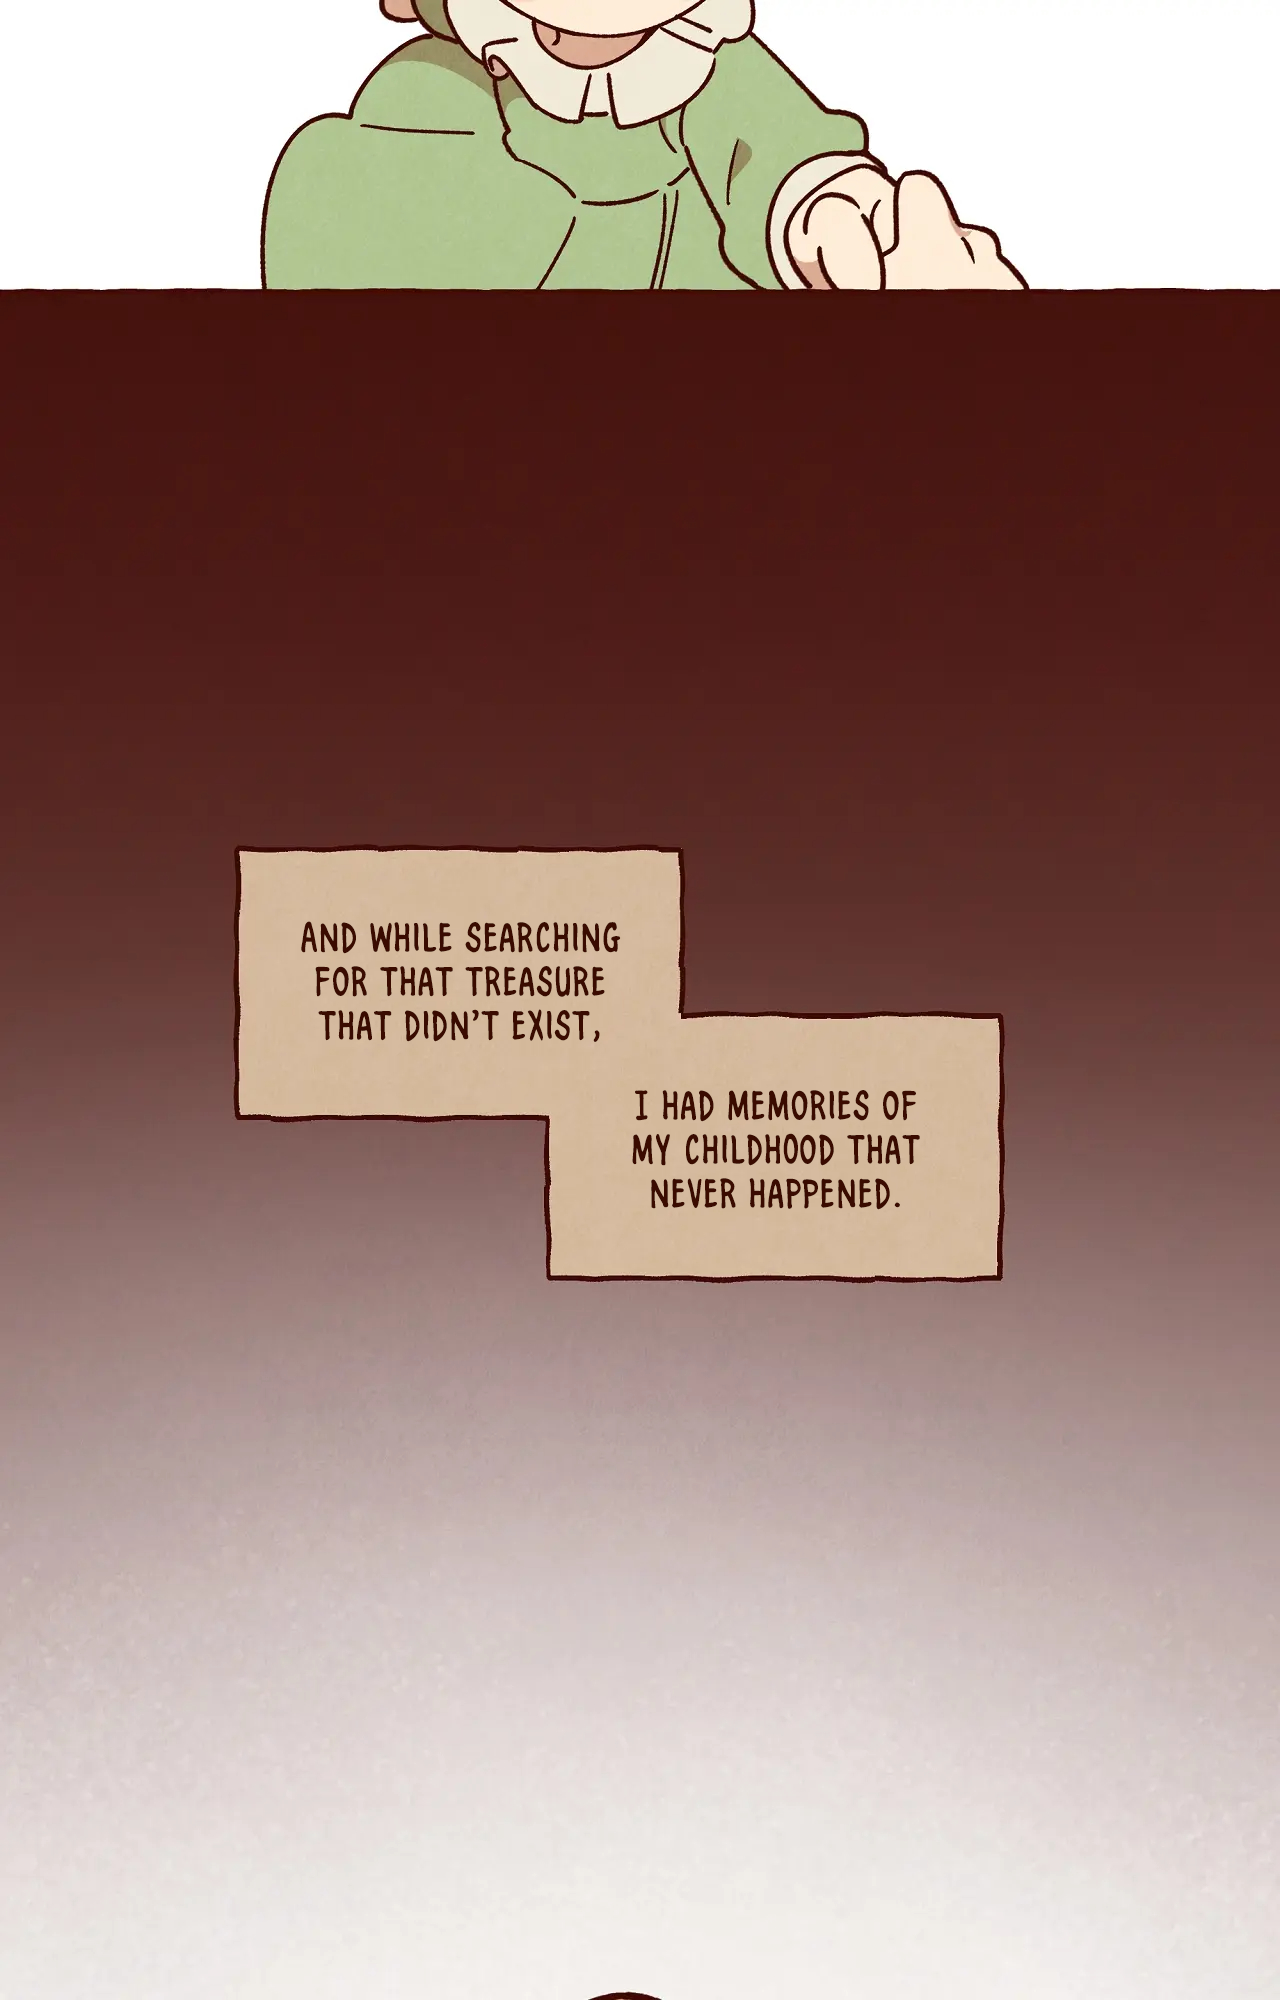 AND WHILE SEARCHING
FOR THAT TREASURE
THAT DIDN'T EXIST,
I HAD MEMORIES OF
MY CHILDHOOD THAT
NEVER HAPPENED.